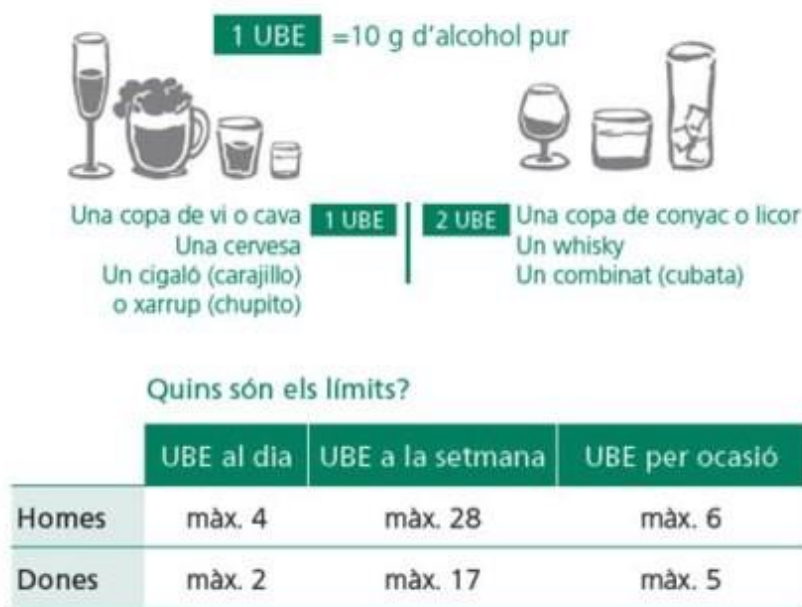 1 UBE =10 g d'alcohol pur
Una copa de vi o cava
Una cervesa
Un cigaló (carajillo)
o xarrup (chupito)
1 UBE
2 UBE
Una copa de conyac o licor
Un whisky
Un combinat (cubata)
Quins són els límits?
UBE al dia UBE a la setmana UBE per ocasió
Homes màx. 4 màx. 28 màx. 6
Dones màx. 2 màx. 17 màx. 5